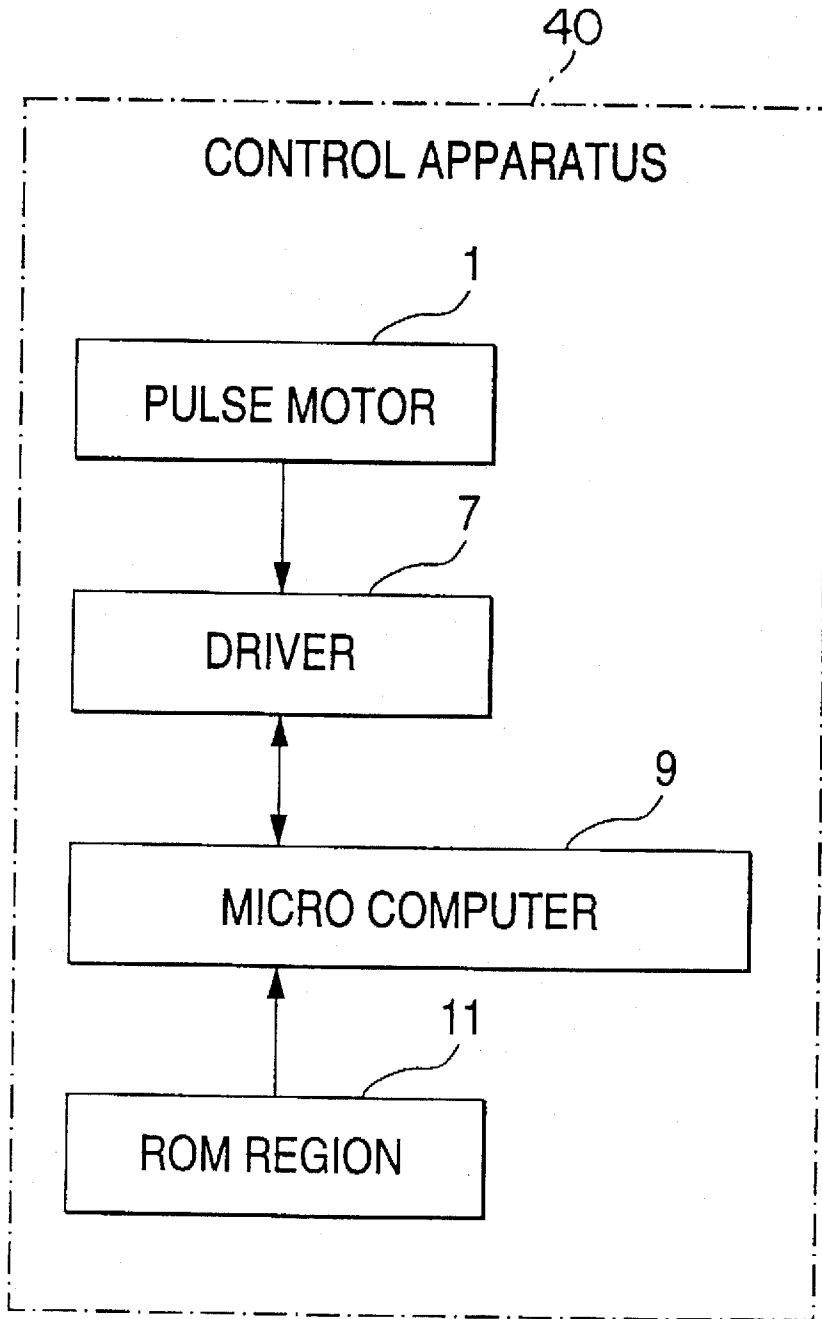 40
CONTROL APPARATUS
1
PULSE MOTOR
7
DRIVER
9
MICRO COMPUTER
11
ROM REGION